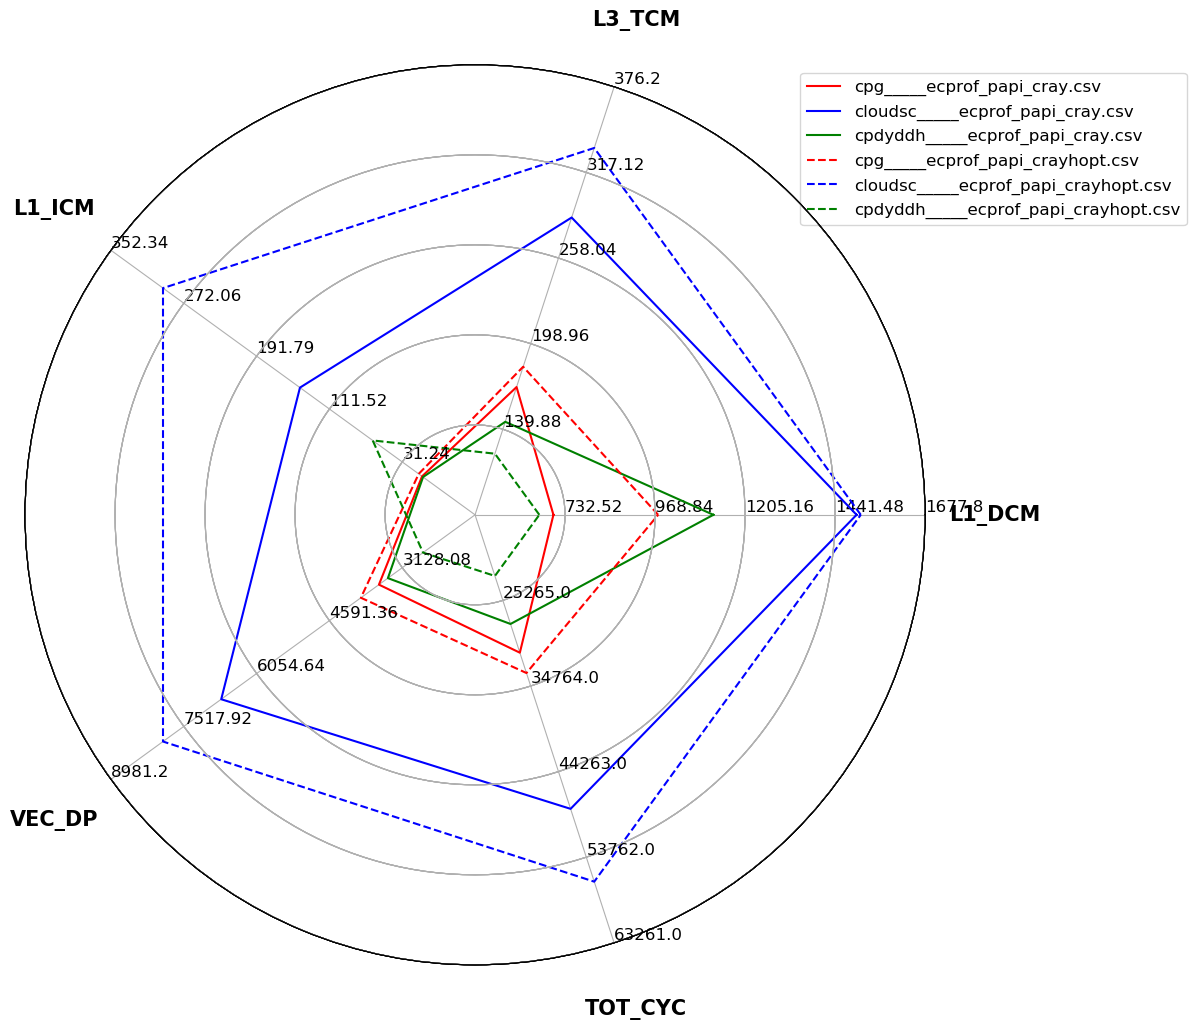 L3_TCM
376.2
cpg_____ecprof_papi_cray.csv
cloudsc_____ecprof_papi_cray.csv
cpdyddh_____ecprof_papi_cray.csv
cpg_____ecprof_papi_crayhopt.csv
cloudsc_____ecprof_papi_crayhopt.csv
cpdyddh_____ecprof_papi_crayhopt.csv
317.12
L1_ICM
352.34
258.04
272.06
198.96
191.79
111.52
139.88
31.24
732.52
968.84
1205.16
1441.48
1677.8
L1_DCM
3128.08
25265.0
4591.36
6054.64
34764.0
7517.92
44263.0
8981.2
VEC_DP
53762.0
63261.0
TOT_CYC